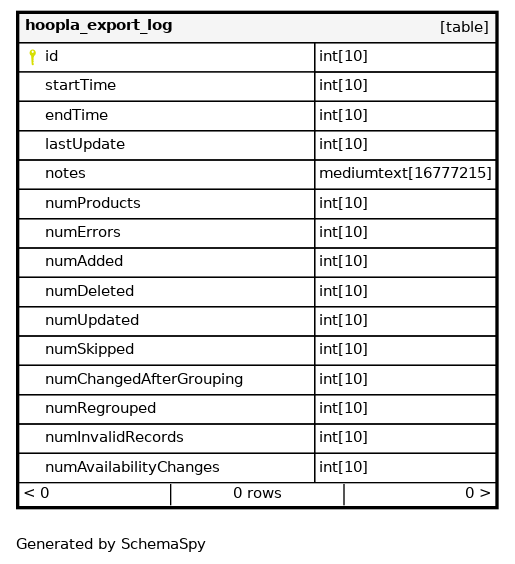 hoopla_export_log [table]
id int[10]
startTime int[10]
endTime int[10]
lastUpdate int[10]
notes mediumtext[16777215]
numProducts int[10]
numErrors int[10]
numAdded int[10]
numDeleted int[10]
numUpdated int[10]
numSkipped int[10]
numChangedAfterGrouping int[10]
numRegrouped int[10]
numInvalidRecords int[10]
numAvailabilityChanges int[10]
< 0 0 rows 0 >
Generated by SchemaSpy